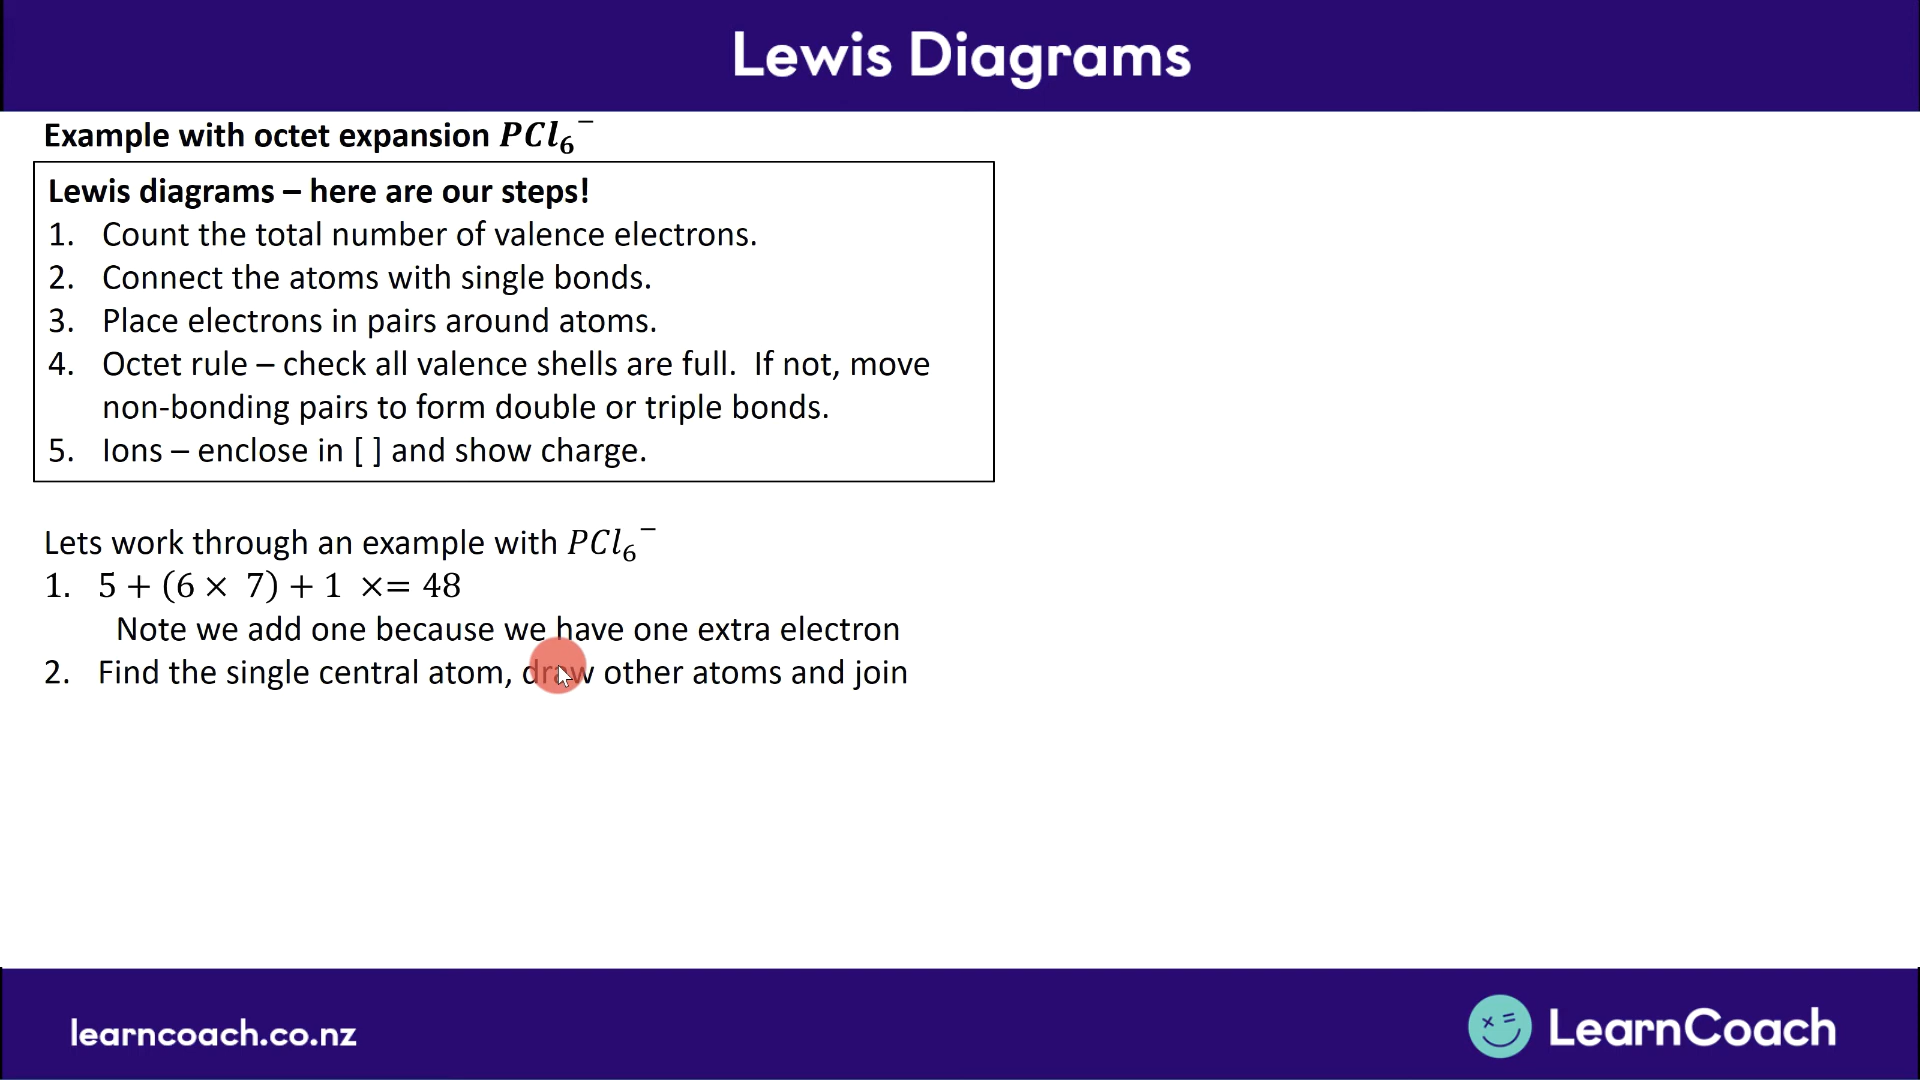 Lewis Diagrams
Example with octet expansion PCl₆⁻
Lewis diagrams – here are our steps!
1. Count the total number of valence electrons.
2. Connect the atoms with single bonds.
3. Place electrons in pairs around atoms.
4. Octet rule – check all valence shells are full. If not, move
non-bonding pairs to form double or triple bonds.
5. Ions – enclose in [ ] and show charge.
Lets work through an example with PCl₆⁻
1. 5 + (6 × 7) + 1 ×= 48
Note we add one because we have one extra electron
2. Find the single central atom, draw other atoms and join
learncoach.co.nz
LearnCoach